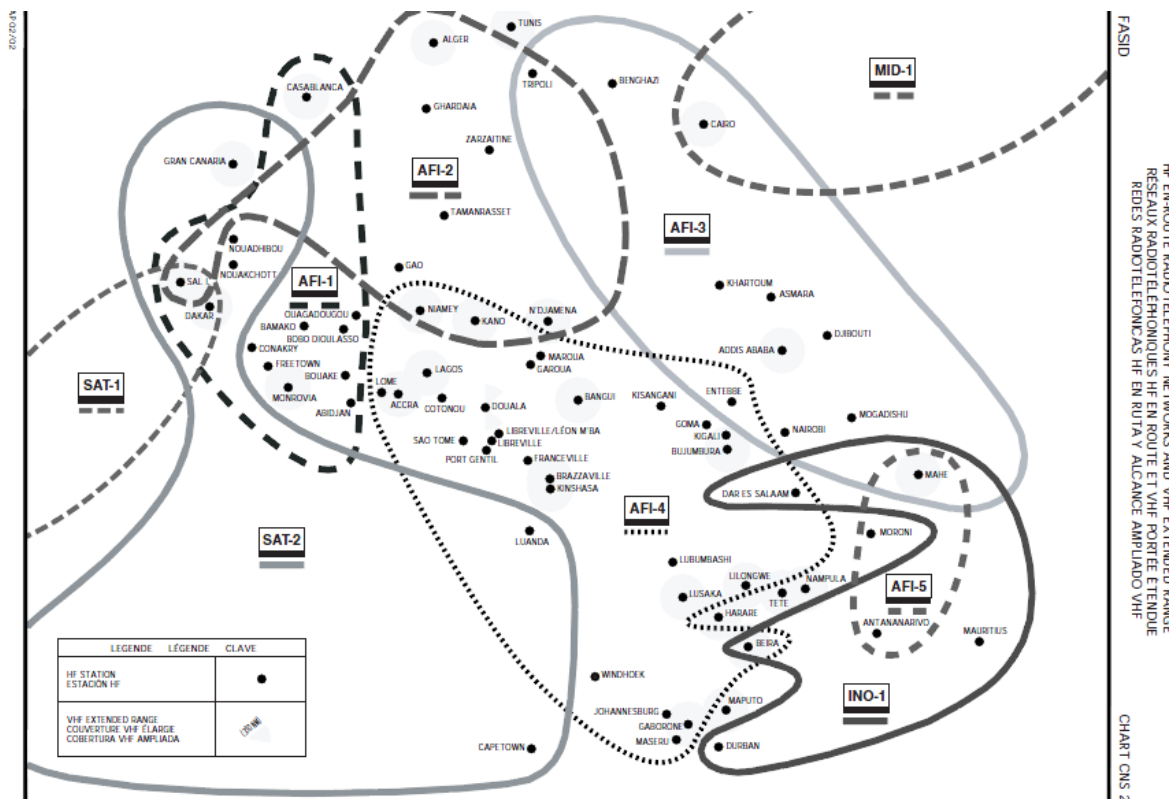 AP 02/02
FASID
HF EN-ROUTE RADIO TELEPHONY NETWORKS AND VHF EXTENDED RANGE
RÉSEAUX RADIOTÉLÉPHONIQUES HF EN ROUTE ET VHF PORTÉE ÉTENDUE
REDES RADIOTELEFONICAS HF EN RUTA Y ALCANCE AMPLIADO VHF
CHART CNS 2
TUNIS
ALGER
MID-1
TRIPOLI
BENGHAZI
CASABLANCA
GHARDAIA
CAIRO
ZARZAITINE
GRAN CANARIA
AFI-2
TAMANRASSET
AFI-3
NOUADHIBOU
NOUAKCHOTT
GAO
SAL I.
AFI-1
KHARTOUM
ASMARA
DAKAR
OUAGADOUGOU
NIAMEY
KANO
N'DJAMENA
BAMAKO
BOBO DIOULASSO
DJIBOUTI
CONAKRY
ADDIS ABABA
MAROUA
GAROUA
FREETOWN
BOUAKE
LAGOS
SAT-1
MONROVIA
LOME
ACCRA
COTONOU
DOUALA
BANGUI
KISANGANI
ENTEBBE
ABIDJAN
MOGADISHU
GOMA
KIGALI
NAIROBI
LIBREVILLE/LÉON M'BA
LIBREVILLE
SAO TOME
PORT GENTIL
BUJUMBURA
FRANCEVILLE
MAHE
BRAZZAVILLE
KINSHASA
DAR ES SALAAM
AFI-4
SAT-2
LUANDA
MORONI
LUBUMBASHI
LILONGWE
NAMPULA
AFI-5
LUSAKA
TETE
HARARE
ANTANANARIVO
MAURITIUS
BEIRA
WINDHOEK
INO-1
JOHANNESBURG
MAPUTO
GABORONE
MASERU
DURBAN
CAPETOWN
LEGENDE LÉGENDE CLAVE
HF STATION
ESTACIÓN HF
VHF EXTENDED RANGE
COUVERTURE VHF ÉLARGIE
COBERTURA VHF AMPLIADA